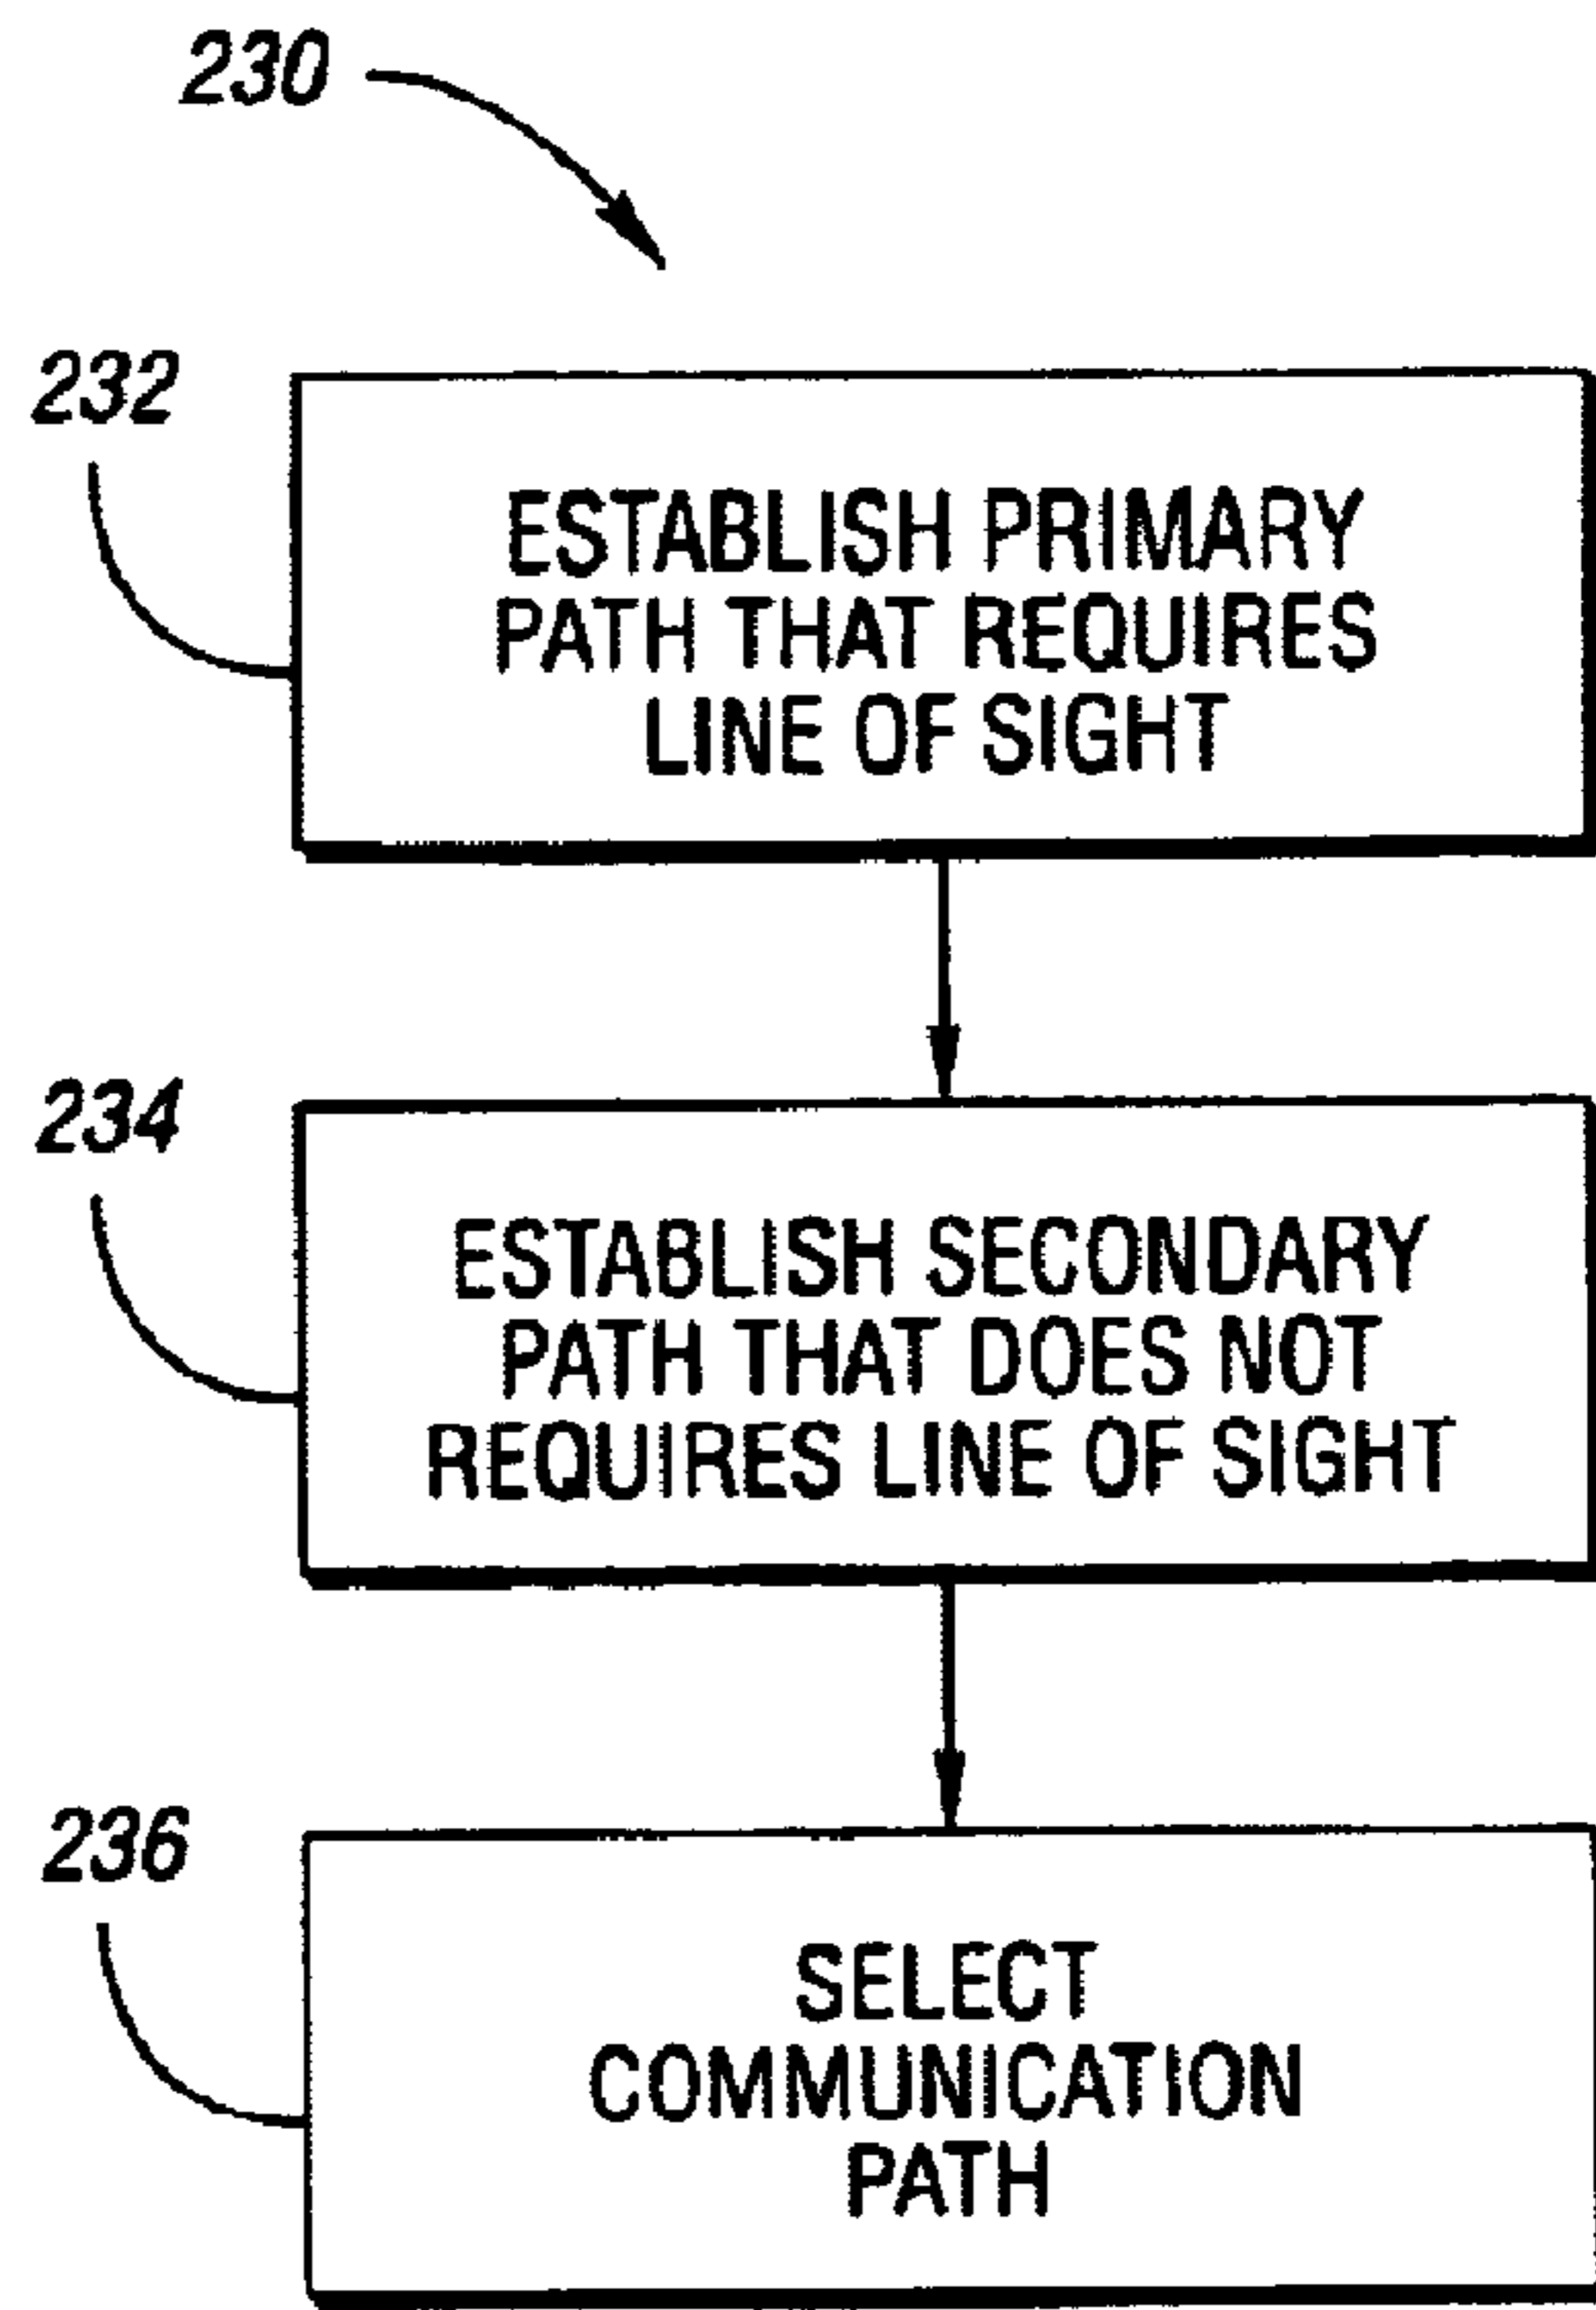 230
232
ESTABLISH PRIMARY
PATH THAT REQUIRES
LINE OF SIGHT
234
ESTABLISH SECONDARY
PATH THAT DOES NOT
REQUIRES LINE OF SIGHT
236
SELECT
COMMUNICATION
PATH